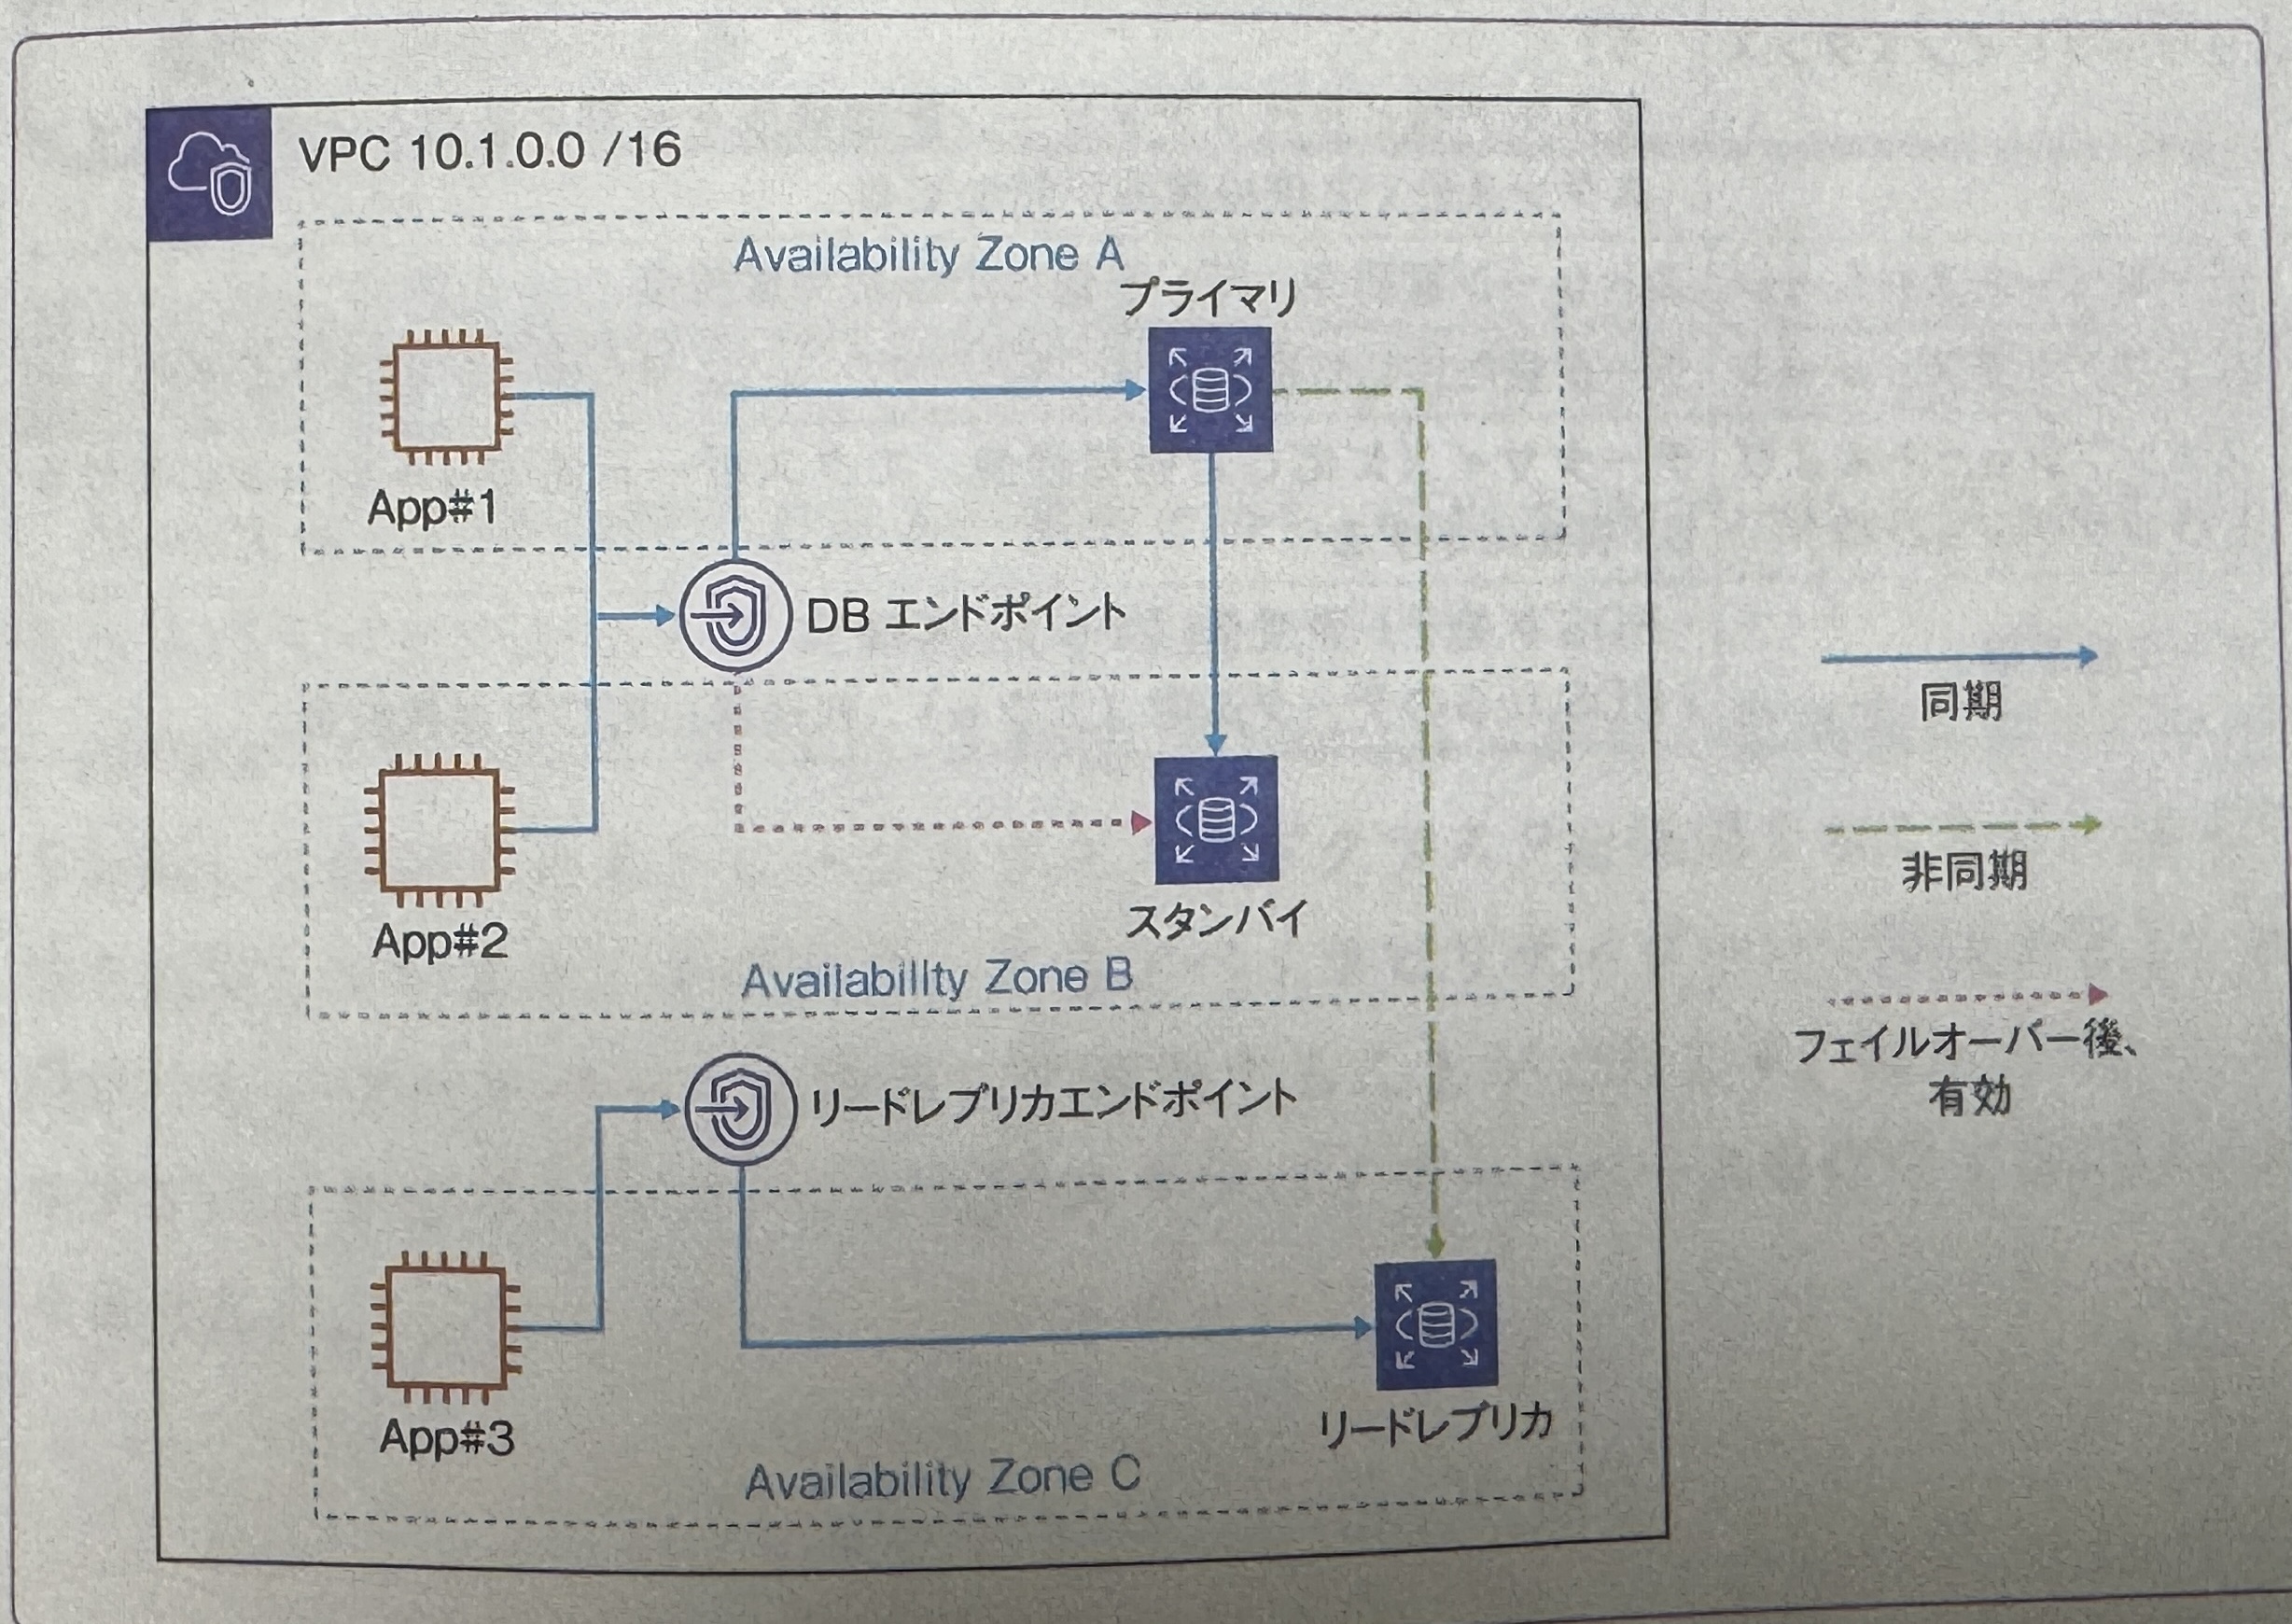 VPC 10.1.0.0 /16
Availability Zone A
プライマリ
App#1
DB エンドポイント
App#2
スタンバイ
Availability Zone B
リードレプリカエンドポイント
App#3
リードレプリカ
Availability Zone C
同期
非同期
フェイルオーバー後、
有効